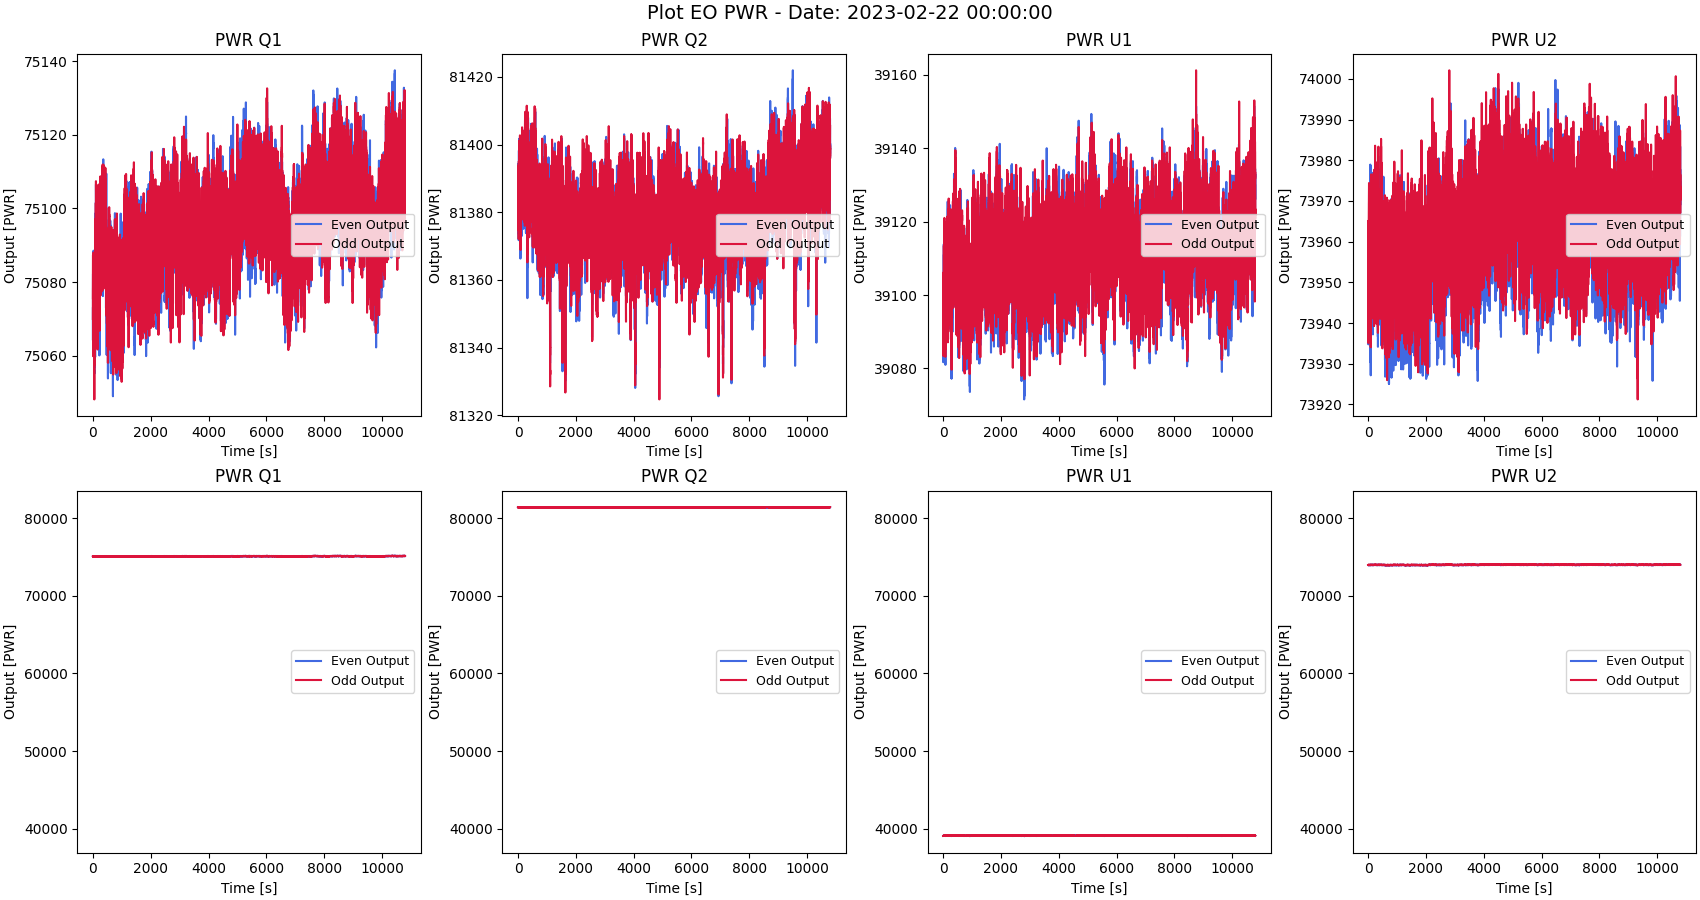 Plot EO PWR - Date: 2023-02-22 00:00:00
PWR Q1
Output [PWR]
75140
75120
75100
75080
75060
0 2000 4000 6000 8000 10000
Time [s]
Even Output
Odd Output
PWR Q2
Output [PWR]
81420
81400
81380
81360
81340
81320
0 2000 4000 6000 8000 10000
Time [s]
Even Output
Odd Output
PWR U1
Output [PWR]
39160
39140
39120
39100
39080
0 2000 4000 6000 8000 10000
Time [s]
Even Output
Odd Output
PWR U2
Output [PWR]
74000
73990
73980
73970
73960
73950
73940
73930
73920
0 2000 4000 6000 8000 10000
Time [s]
Even Output
Odd Output
PWR Q1
Output [PWR]
80000
70000
60000
50000
40000
0 2000 4000 6000 8000 10000
Time [s]
Even Output
Odd Output
PWR Q2
Output [PWR]
80000
70000
60000
50000
40000
0 2000 4000 6000 8000 10000
Time [s]
Even Output
Odd Output
PWR U1
Output [PWR]
80000
70000
60000
50000
40000
0 2000 4000 6000 8000 10000
Time [s]
Even Output
Odd Output
PWR U2
Output [PWR]
80000
70000
60000
50000
40000
0 2000 4000 6000 8000 10000
Time [s]
Even Output
Odd Output